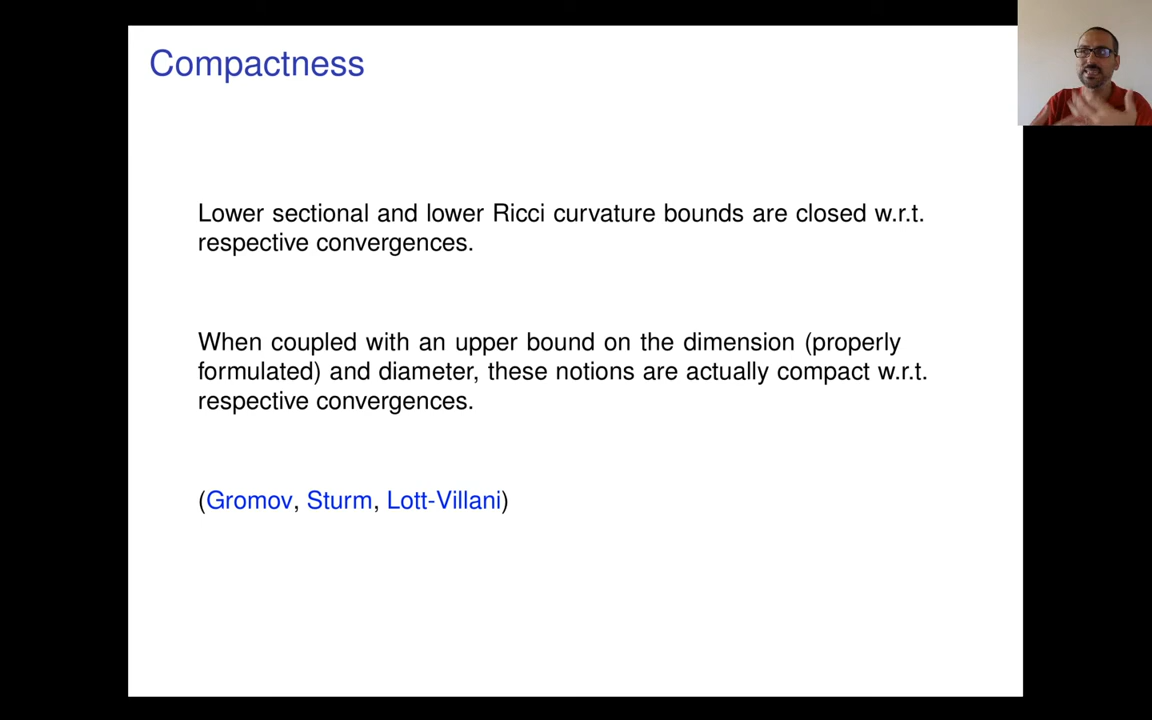 Compactness
Lower sectional and lower Ricci curvature bounds are closed w.r.t.
respective convergences.
When coupled with an upper bound on the dimension (properly
formulated) and diameter, these notions are actually compact w.r.t.
respective convergences.
(Gromov, Sturm, Lott-Villani)